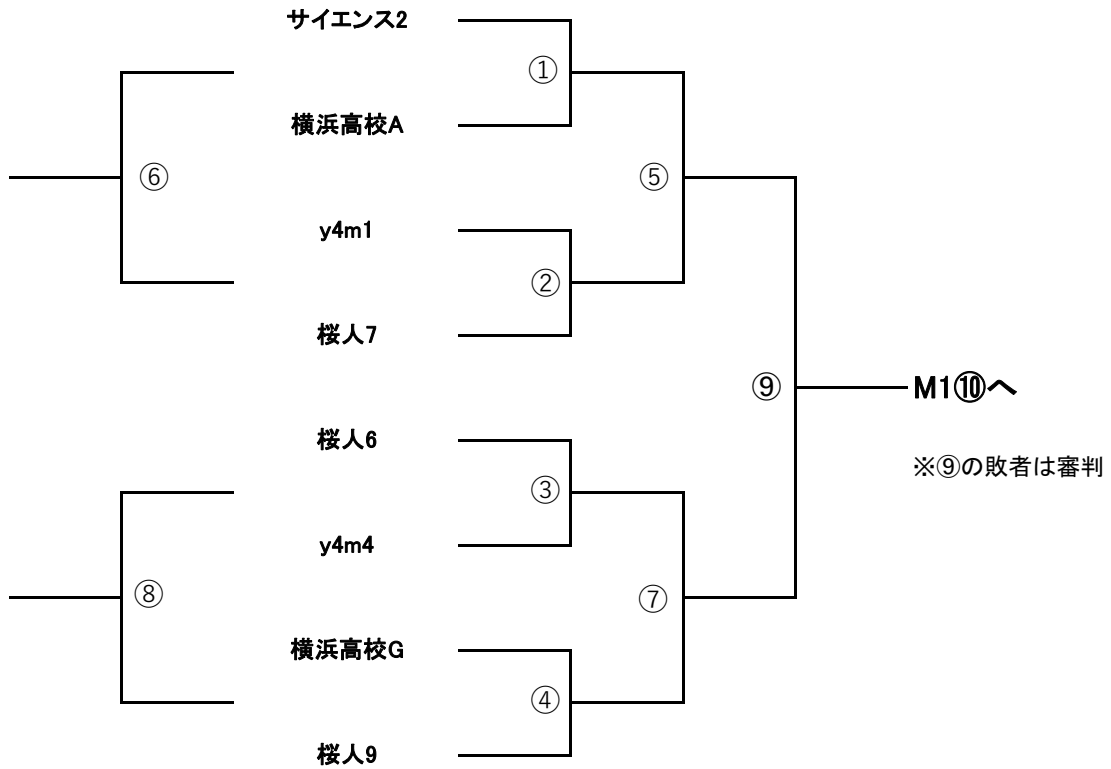 サイエンス2
①
横浜高校A
⑥
⑤
y4m1
②
桜人7
⑨
M1⑩へ
桜人6
※⑨の敗者は審判
③
y4m4
⑧
⑦
横浜高校G
④
桜人9